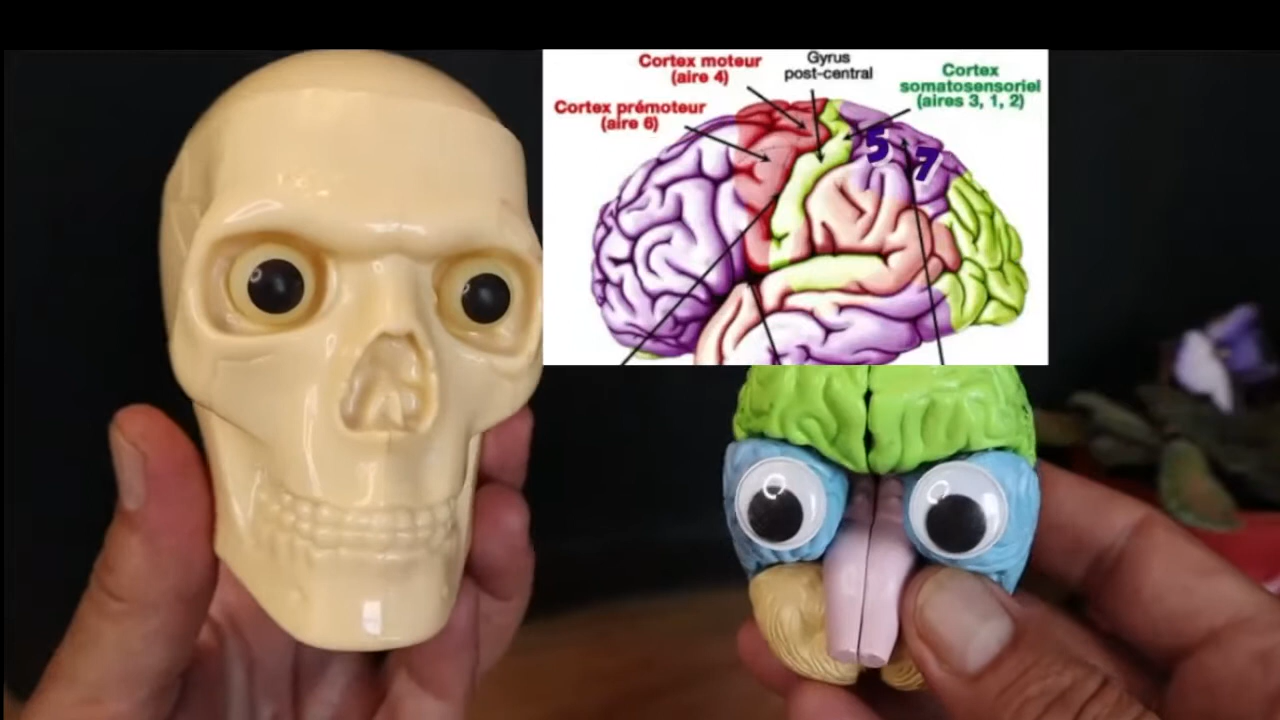 Cortex moteur
(aire 4)
Gyrus
post-central
Cortex
somatosensoriel
(aires 3, 1, 2)
Cortex prémoteur
(aire 6)
5
7